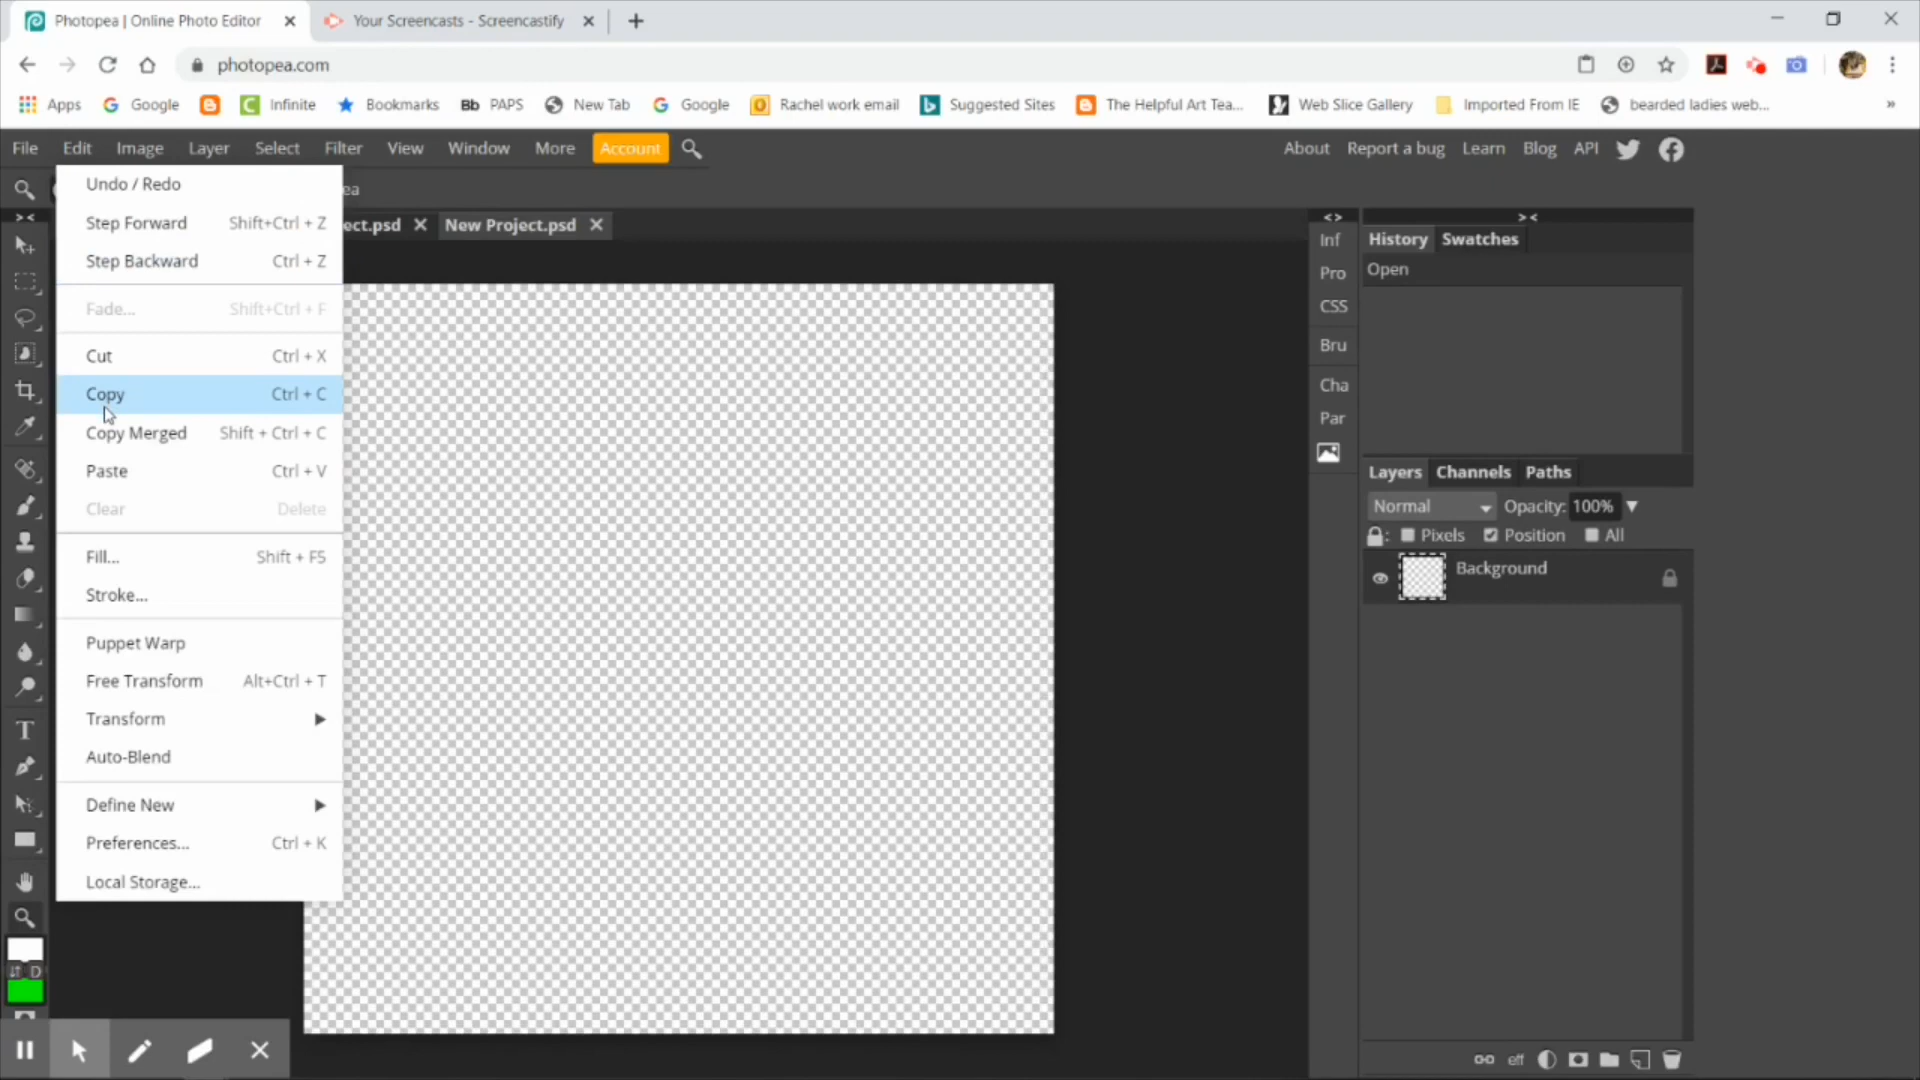 Photopea | Online Photo Editor
Your Screencasts - Screencastify
photopea.com
Apps Google Infinite Bookmarks Bb PAPS New Tab Google Rachel work email Suggested Sites The Helpful Art Tea... Web Slice Gallery Imported From IE bearded ladies web... »
File Edit Image Layer Select Filter View Window More Account
About Report a bug Learn Blog API
Undo / Redo
Step Forward Shift+Ctrl + Z
Step Backward Ctrl + Z
Fade... Shift+Ctrl + F
Cut Ctrl + X
Copy Ctrl + C
Copy Merged Shift + Ctrl + C
Paste Ctrl + V
Clear Delete
Fill... Shift + F5
Stroke...
Puppet Warp
Free Transform Alt+Ctrl + T
Transform
Auto-Blend
Define New
Preferences... Ctrl + K
Local Storage...
ea
ect.psd
New Project.psd
T
D
< >
Inf
Pro
CSS
Bru
Cha
Par
> <
> <
History Swatches
Open
Layers Channels Paths
Normal Opacity: 100%
: Pixels Position All
Background
eff